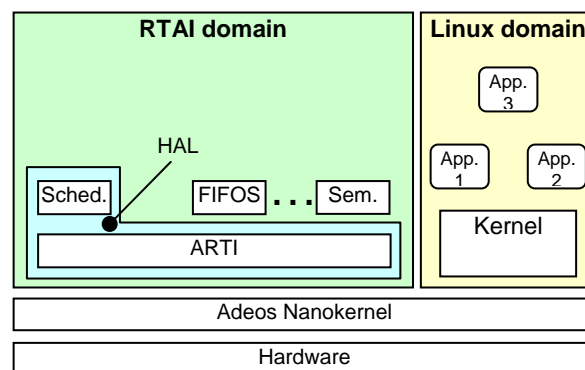 RTAI domain
Linux domain
App.
3
HAL
App.
1
App.
2
Sched.
FIFOS
...
Sem.
Kernel
ARTI
Adeos Nanokernel
Hardware